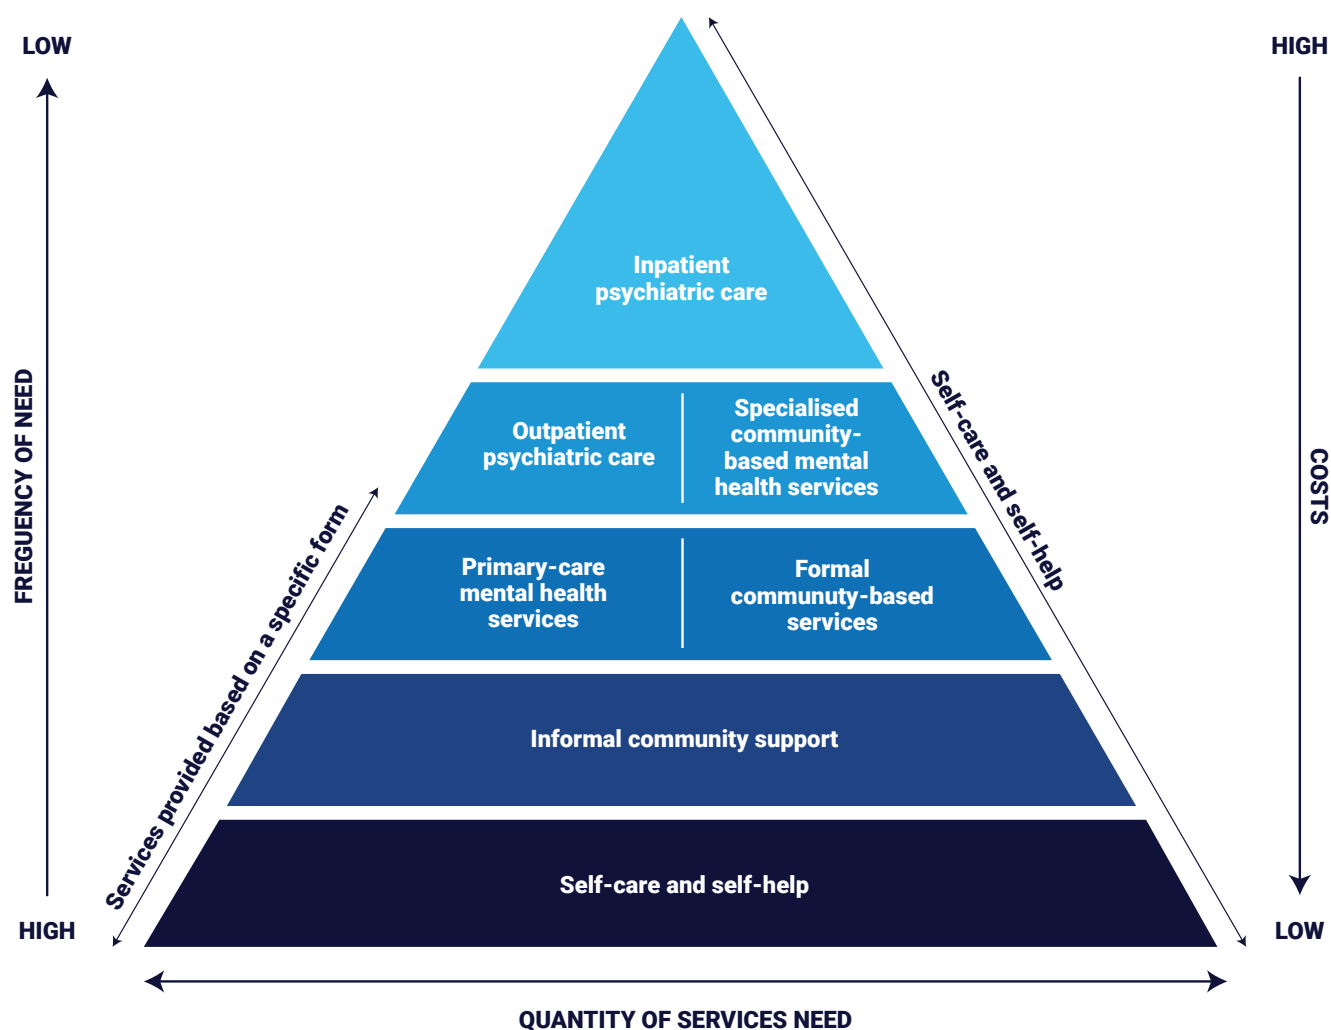 LOW
HIGH
Inpatient
psychiatric care
Outpatient
psychiatric care
Specialised
community-
based mental
health services
Primary-care
mental health
services
Formal
communuty-based
services
Informal community support
Self-care and self-help
FREGUENCY OF NEED
Services provided based on a specific form
Self-care and self-help
COSTS
HIGH
LOW
QUANTITY OF SERVICES NEED